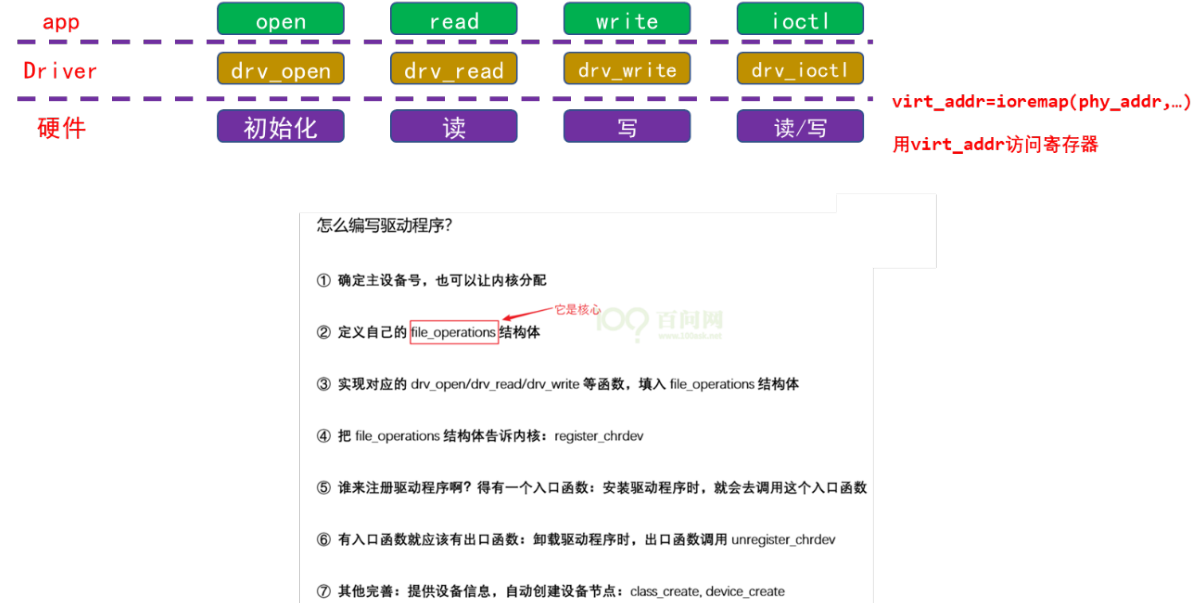 app open read write ioctl
Driver drv_open drv_read drv_write drv_ioctl
virt_addr=ioremap(phy_addr,…)
硬件 初始化 读 写 读/写
用virt_addr访问寄存器
怎么编写驱动程序?
① 确定主设备号，也可以让内核分配
它是核心
② 定义自己的 file_operations 结构体
100 百问网
www.100ask.net
③ 实现对应的 drv_open/drv_read/drv_write 等函数，填入 file_operations 结构体
④ 把 file_operations 结构体告诉内核：register_chrdev
⑤ 谁来注册驱动程序啊？得有一个入口函数：安装驱动程序时，就会去调用这个入口函数
⑥ 有入口函数就应该有出口函数：卸载驱动程序时，出口函数调用 unregister_chrdev
⑦ 其他完善：提供设备信息，自动创建设备节点：class_create, device_create